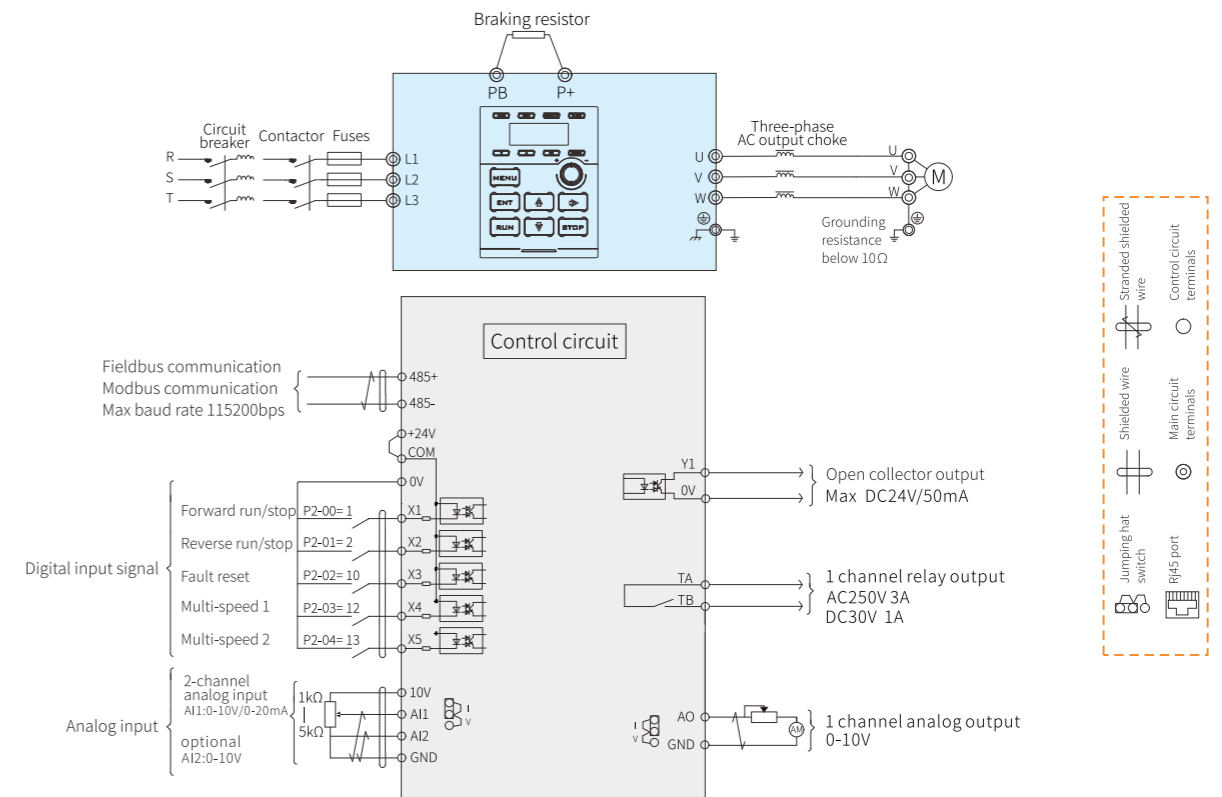 Braking resistor
PB
P+
Circuit
breaker
Contactor
Fuses
R
S
T
L1
L2
L3
MENU
ENT
RUN
STOP
U
V
W
Three-phase
AC output choke
U
V
W
M
Grounding
resistance
below 10Ω
Control circuit
Fieldbus communication
Modbus communication
Max baud rate 115200bps
485+
485-
+24V
COM
0V
Digital input signal
Forward run/stop
P2-00= 1
X1
Reverse run/stop
P2-01= 2
X2
Fault reset
P2-02= 10
X3
Multi-speed 1
P2-03= 12
X4
Multi-speed 2
P2-04= 13
X5
Analog input
2-channel
analog input
AI1:0-10V/0-20mA
optional
AI2:0-10V
1kΩ
5kΩ
10V
AI1
AI2
GND
I
V
Y1
0V
Open collector output
Max DC24V/50mA
TA
TB
1 channel relay output
AC250V 3A
DC30V 1A
I
V
AO
GND
AM
1 channel analog output
0-10V
Stranded shielded
wire
Control circuit
terminals
Shielded wire
Main circuit
terminals
Jumping hat
switch
Rj45 port